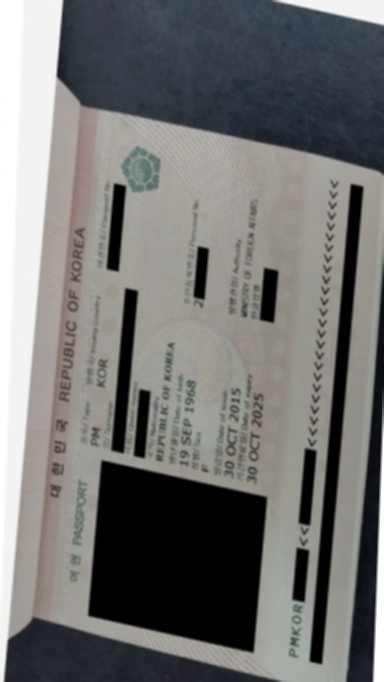 대한민국 REPUBLIC OF KOREA
여권 PASSPORT
종류/Type 발행국/Issuing country 여권번호/Passport No.
PM KOR
성/Surname
이름/Given names
국적/Nationality
REPUBLIC OF KOREA
생년월일/Date of birth 주민등록번호/Personal No.
19 SEP 1968 2
성별/Sex
F
발급일/Date of issue 발행관청/Authority
30 OCT 2015 MINISTRY OF FOREIGN AFFAIRS
기간만료일/Date of expiry
30 OCT 2025
PMKOR <<